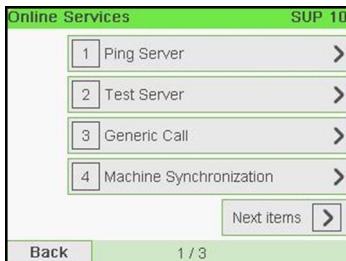 Online Services SUP 10
1 Ping Server
2 Test Server
3 Generic Call
4 Machine Synchronization
Next items
Back 1 / 3